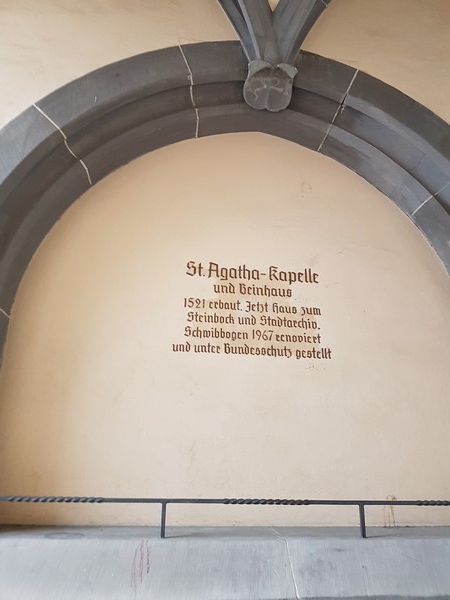 St. Agatha-Kapelle
und Beinhaus
1521 erbaut. Jetzt Haus zum
Steinbock und Stadtarchiv.
Schwibbogen 1967 renoviert
und unter Bundesschutz gestellt